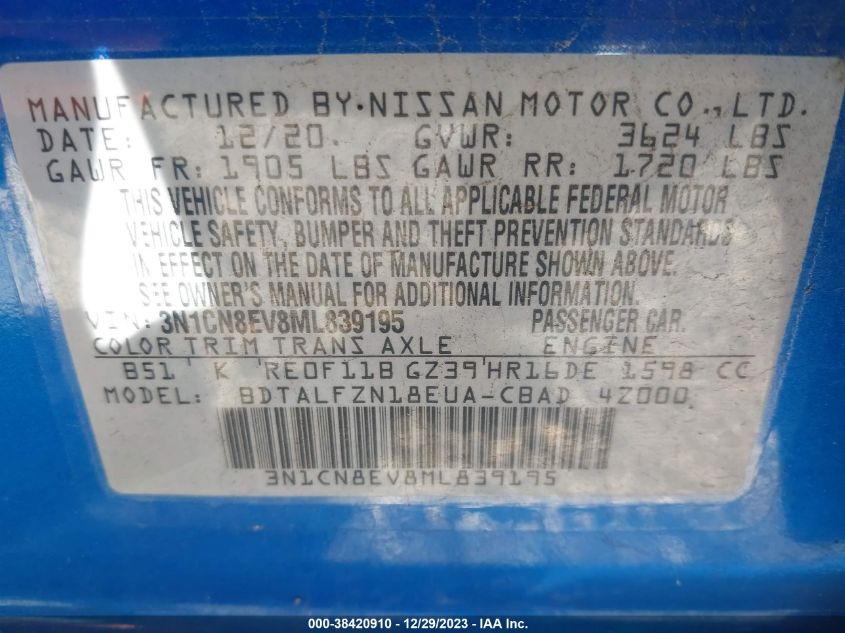 MANUFACTURED BY·NISSAN MOTOR CO.,LTD.
DATE: 12/20. GVWR: 3624 LBS
GAWR FR: 1905 LBS GAWR RR: 1720 LBS
THIS VEHICLE CONFORMS TO ALL APPLICABLE FEDERAL MOTOR
VEHICLE SAFETY, BUMPER AND THEFT PREVENTION STANDARDS
IN EFFECT ON THE DATE OF MANUFACTURE SHOWN ABOVE.
SEE OWNER'S MANUAL FOR ADDITIONAL INFORMATION.
VIN: 3N1CN8EV8ML839195 PASSENGER CAR.
COLOR TRIM TRANS AXLE ENGINE
B51 K RE0F11B GZ39 HR16DE 1598 CC
MODEL: BDTALFZN18EUA-CBAD 4Z000
3N1CN8EV8ML839195
000-38420910 - 12/29/2023 - IAA Inc.